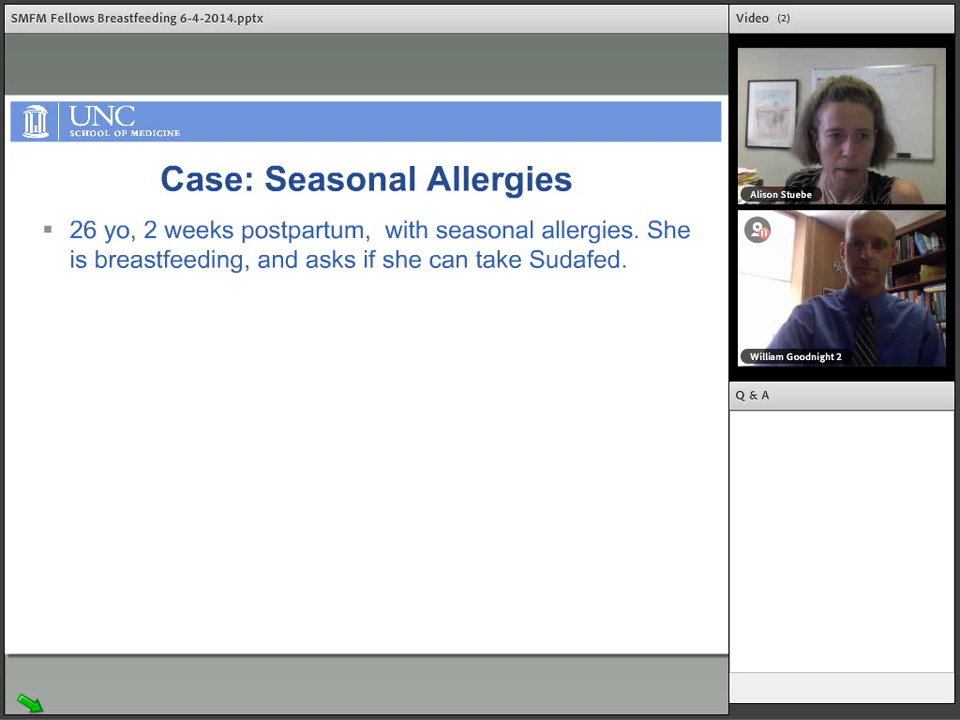 SMFM Fellows Breastfeeding 6-4-2014.pptx
Video (2)
UNC
SCHOOL OF MEDICINE
Case: Seasonal Allergies
26 yo, 2 weeks postpartum, with seasonal allergies. She
is breastfeeding, and asks if she can take Sudafed.
Alison Stuebe
William Goodnight 2
Q & A